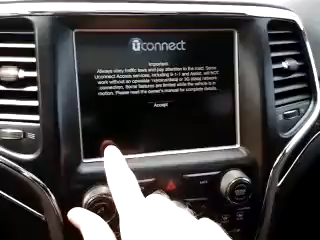 uconnect
Important
Always obey traffic laws and pay attention to the road. Some
Uconnect Access services, including 9-1-1 and Assist, will NOT
work without an operable 1x(voice/data) or 3G (data) network
connection. Some features are limited while the vehicle is in
motion. Please read the owner's manual for complete details.
Accept